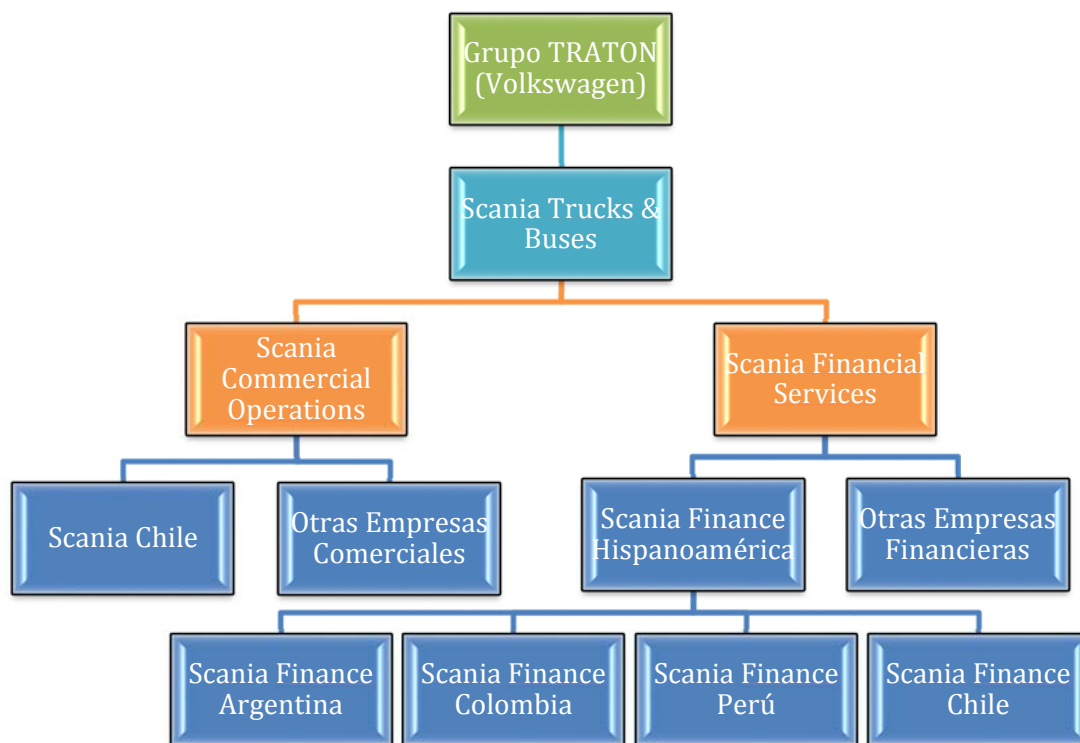 Grupo TRATON
(Volkswagen)
Scania Trucks &
Buses
Scania
Commercial
Operations
Scania Financial
Services
Scania Chile
Otras Empresas
Comerciales
Scania Finance
Hispanoamérica
Otras Empresas
Financieras
Scania Finance
Argentina
Scania Finance
Colombia
Scania Finance
Perú
Scania Finance
Chile